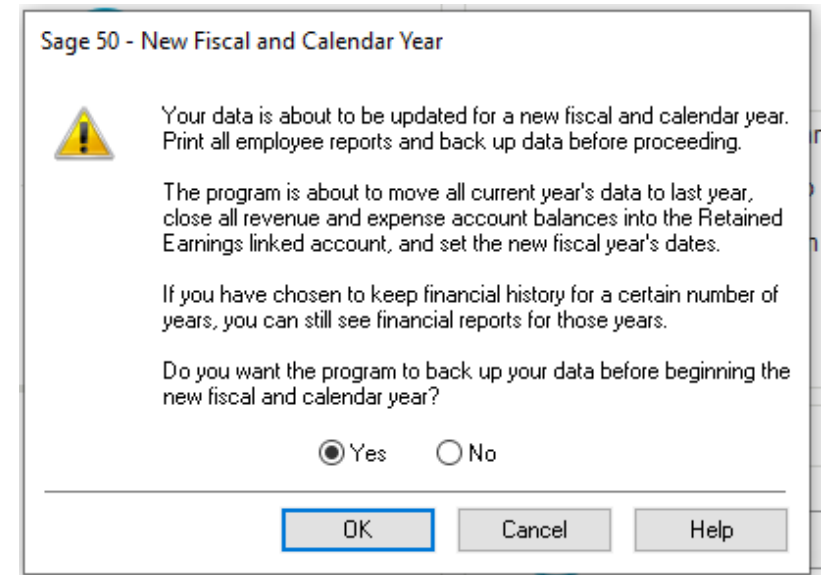 Sage 50 - New Fiscal and Calendar Year
Your data is about to be updated for a new fiscal and calendar year.
Print all employee reports and back up data before proceeding.
The program is about to move all current year's data to last year,
close all revenue and expense account balances into the Retained
Earnings linked account, and set the new fiscal year's dates.
If you have chosen to keep financial history for a certain number of
years, you can still see financial reports for those years.
Do you want the program to back up your data before beginning the
new fiscal and calendar year?
Yes No
OK Cancel Help